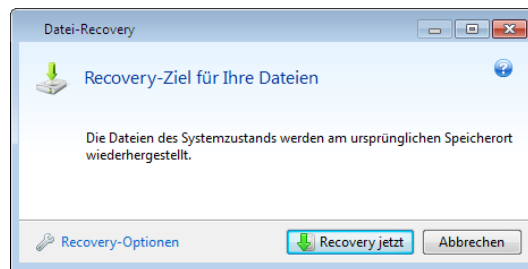 Datei-Recovery
Recovery-Ziel für Ihre Dateien
Die Dateien des Systemzustands werden am ursprünglichen Speicherort
wiederhergestellt.
Recovery-Optionen
Recovery jetzt
Abbrechen